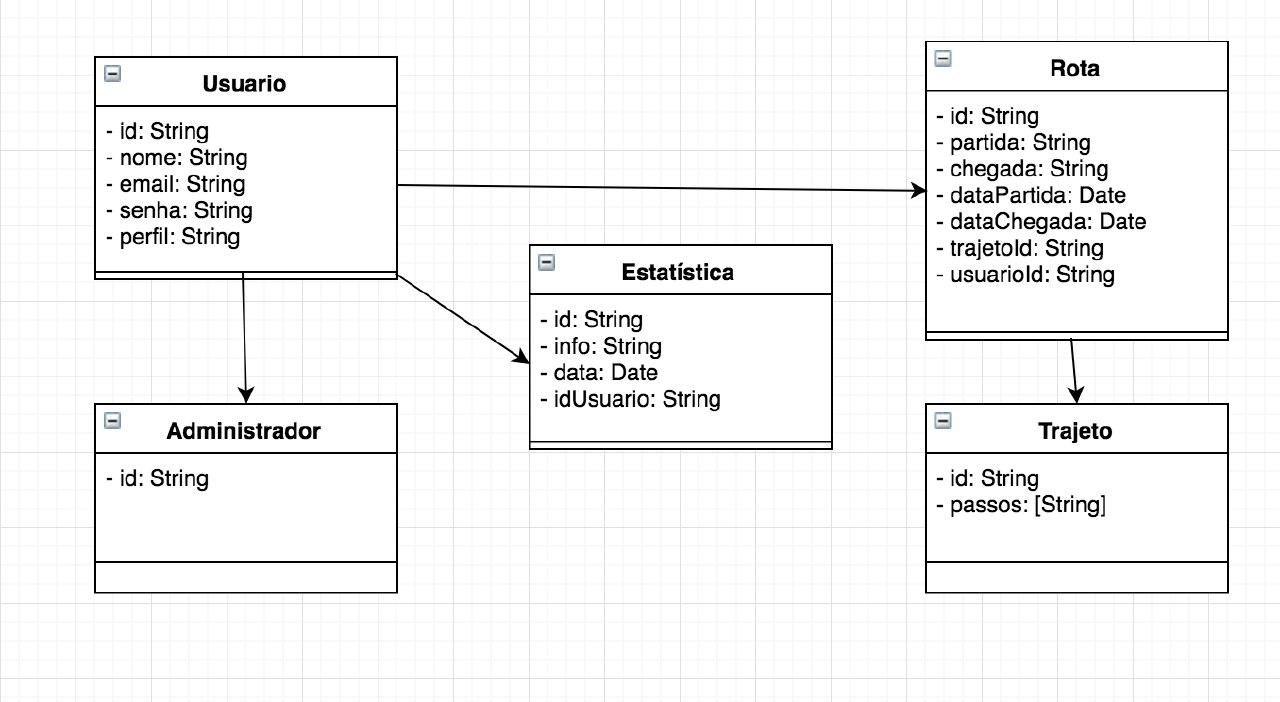 Usuario
- id: String
- nome: String
- email: String
- senha: String
- perfil: String
Rota
- id: String
- partida: String
- chegada: String
- dataPartida: Date
- dataChegada: Date
- trajetoId: String
- usuarioId: String
Estatística
- id: String
- info: String
- data: Date
- idUsuario: String
Administrador
- id: String
Trajeto
- id: String
- passos: [String]